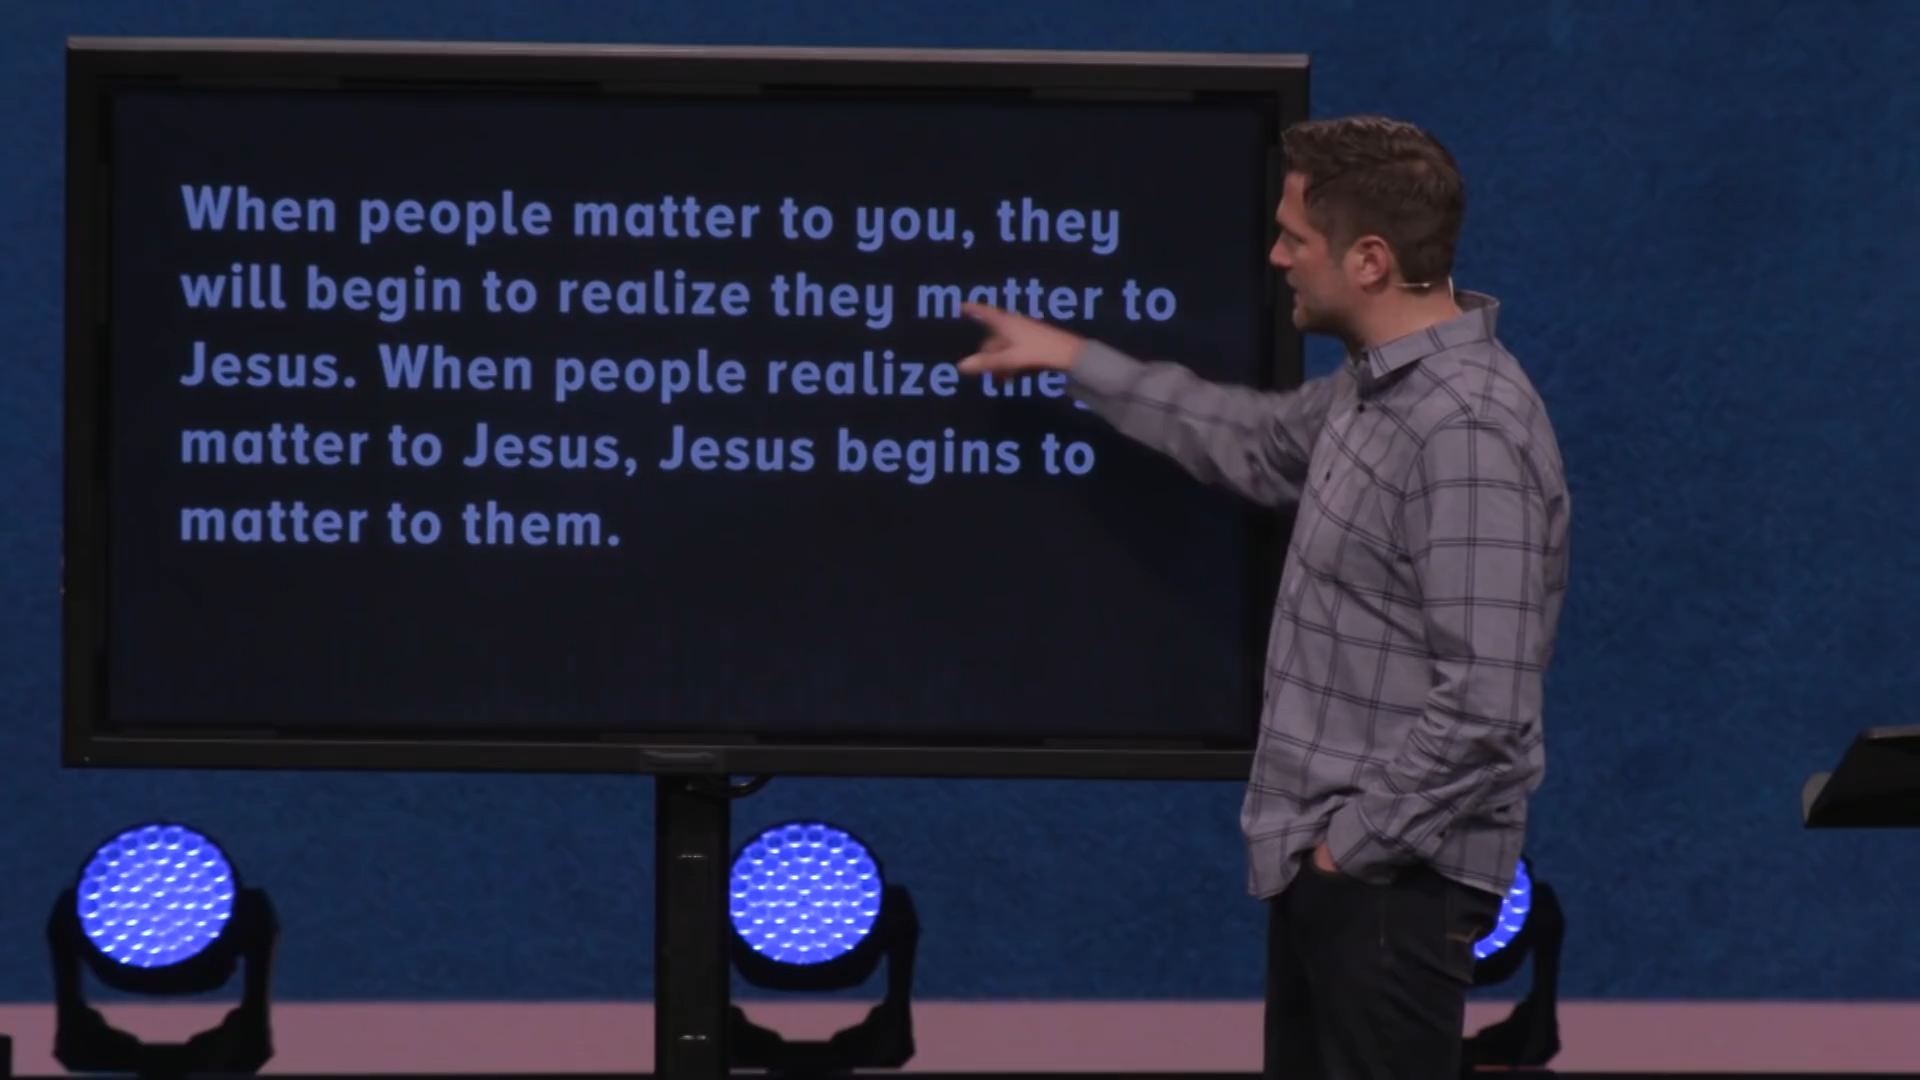 When people matter to you, they
will begin to realize they matter to
Jesus. When people realize they
matter to Jesus, Jesus begins to
matter to them.